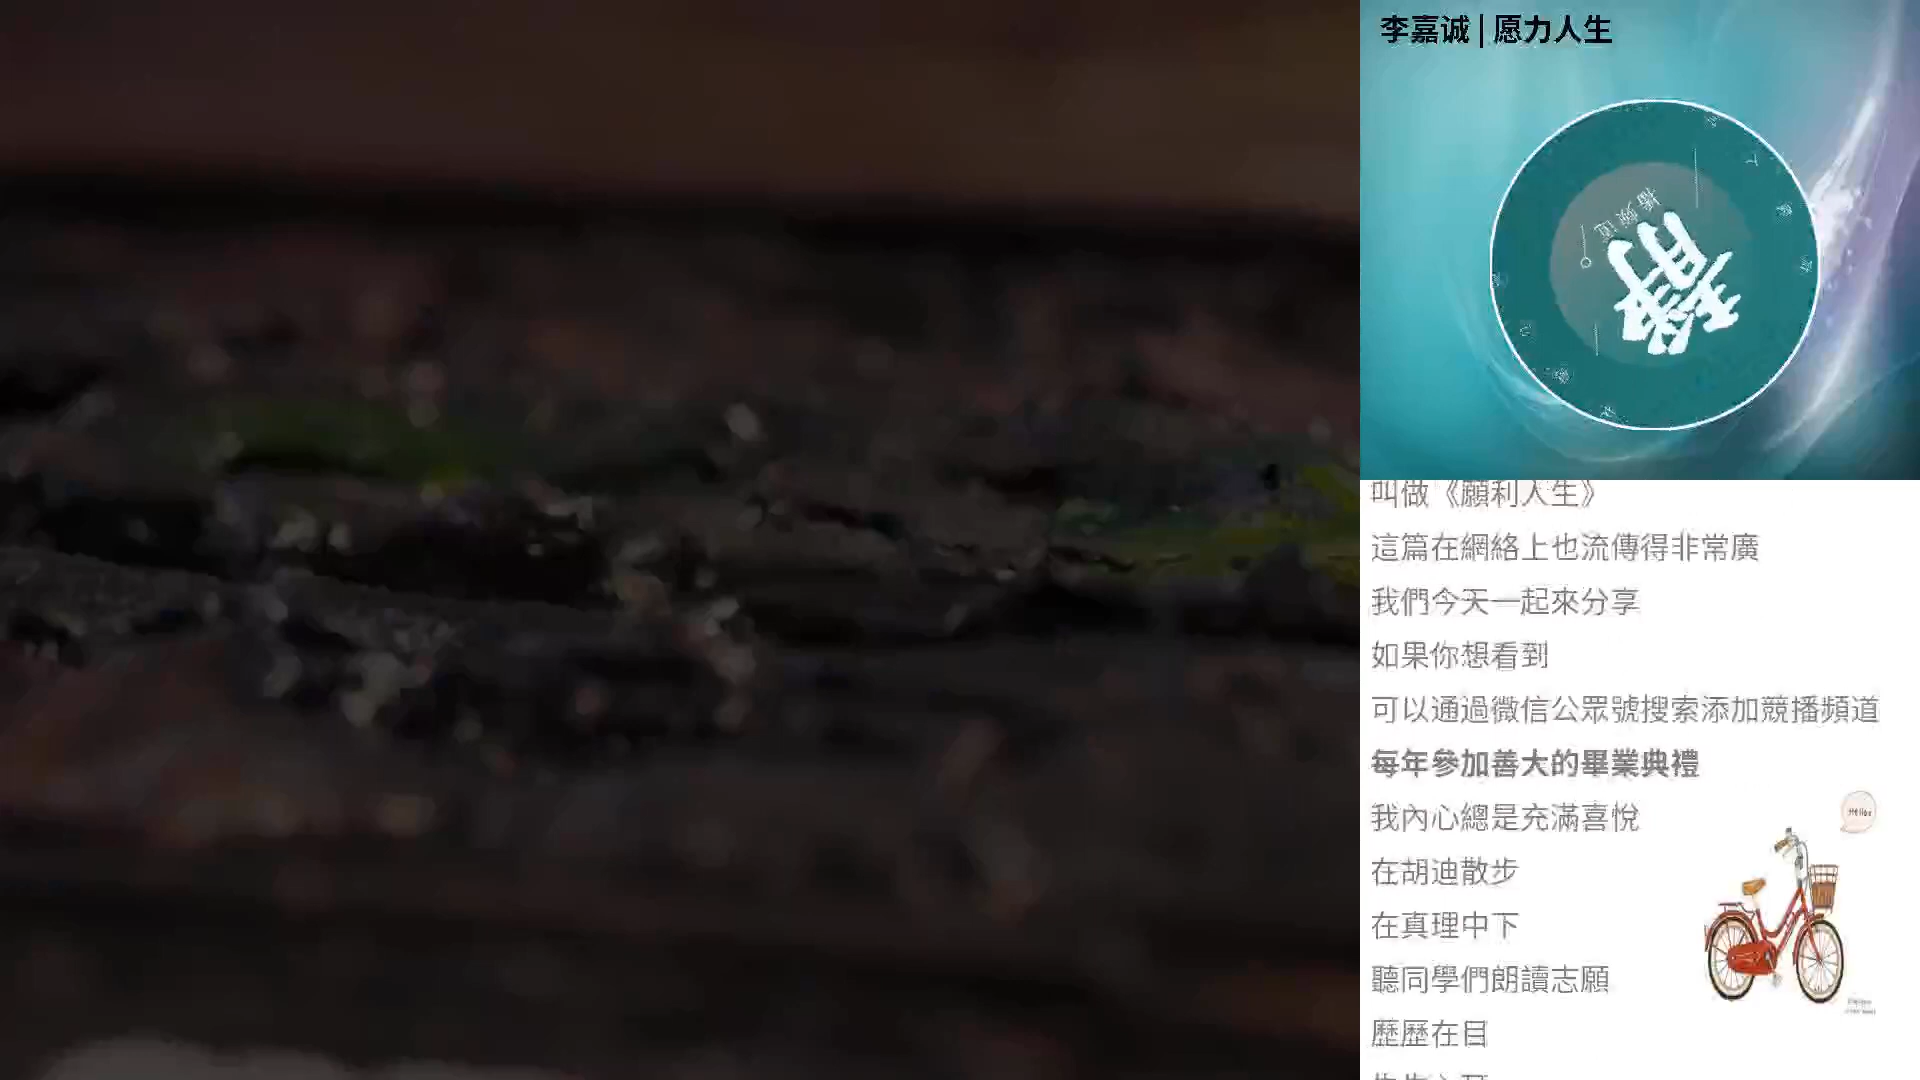 李嘉诚 | 愿力人生
播頻道
叫做《願利人生》
這篇在網絡上也流傳得非常廣
我們今天一起來分享
如果你想看到
可以通過微信公眾號搜索添加競播頻道
每年參加善大的畢業典禮
我內心總是充滿喜悅
在胡迪散步
在真理中下
聽同學們朗讀志願
歷歷在目
Hello